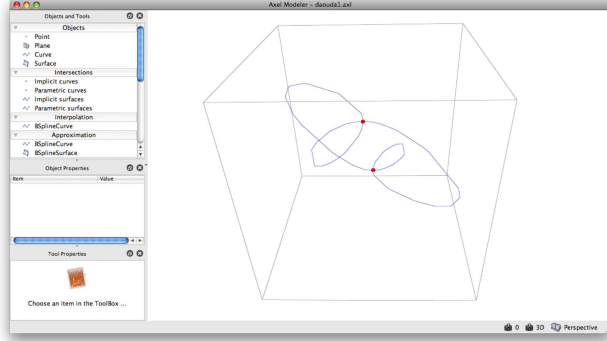 Axel Modeler - daouda1.axl
Objects and Tools
Objects
Point
Plane
Curve
Surface
Intersections
Implicit curves
Parametric curves
Implicit surfaces
Parametric surfaces
Interpolation
BSplineCurve
Approximation
BSplineCurve
BSplineSurface
Object Properties
Item Value
Tool Properties
Choose an item in the ToolBox ...
0 3D Perspective